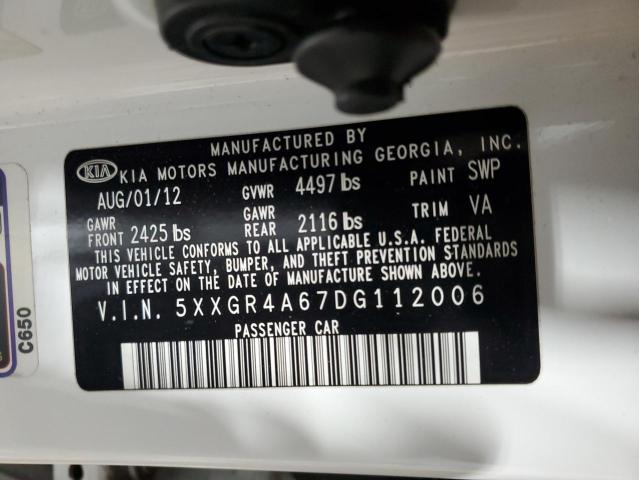 MANUFACTURED BY
KIA KIA MOTORS MANUFACTURING GEORGIA, INC.
AUG/01/12 GVWR 4497 lbs PAINT SWP
GAWR FRONT 2425 lbs GAWR REAR 2116 lbs TRIM VA
THIS VEHICLE CONFORMS TO ALL APPLICABLE U.S.A. FEDERAL
MOTOR VEHICLE SAFETY, BUMPER, AND THEFT PREVENTION STANDARDS
IN EFFECT ON THE DATE OF MANUFACTURE SHOWN ABOVE.
V.I.N. 5XXGR4A67DG112006
PASSENGER CAR
C650